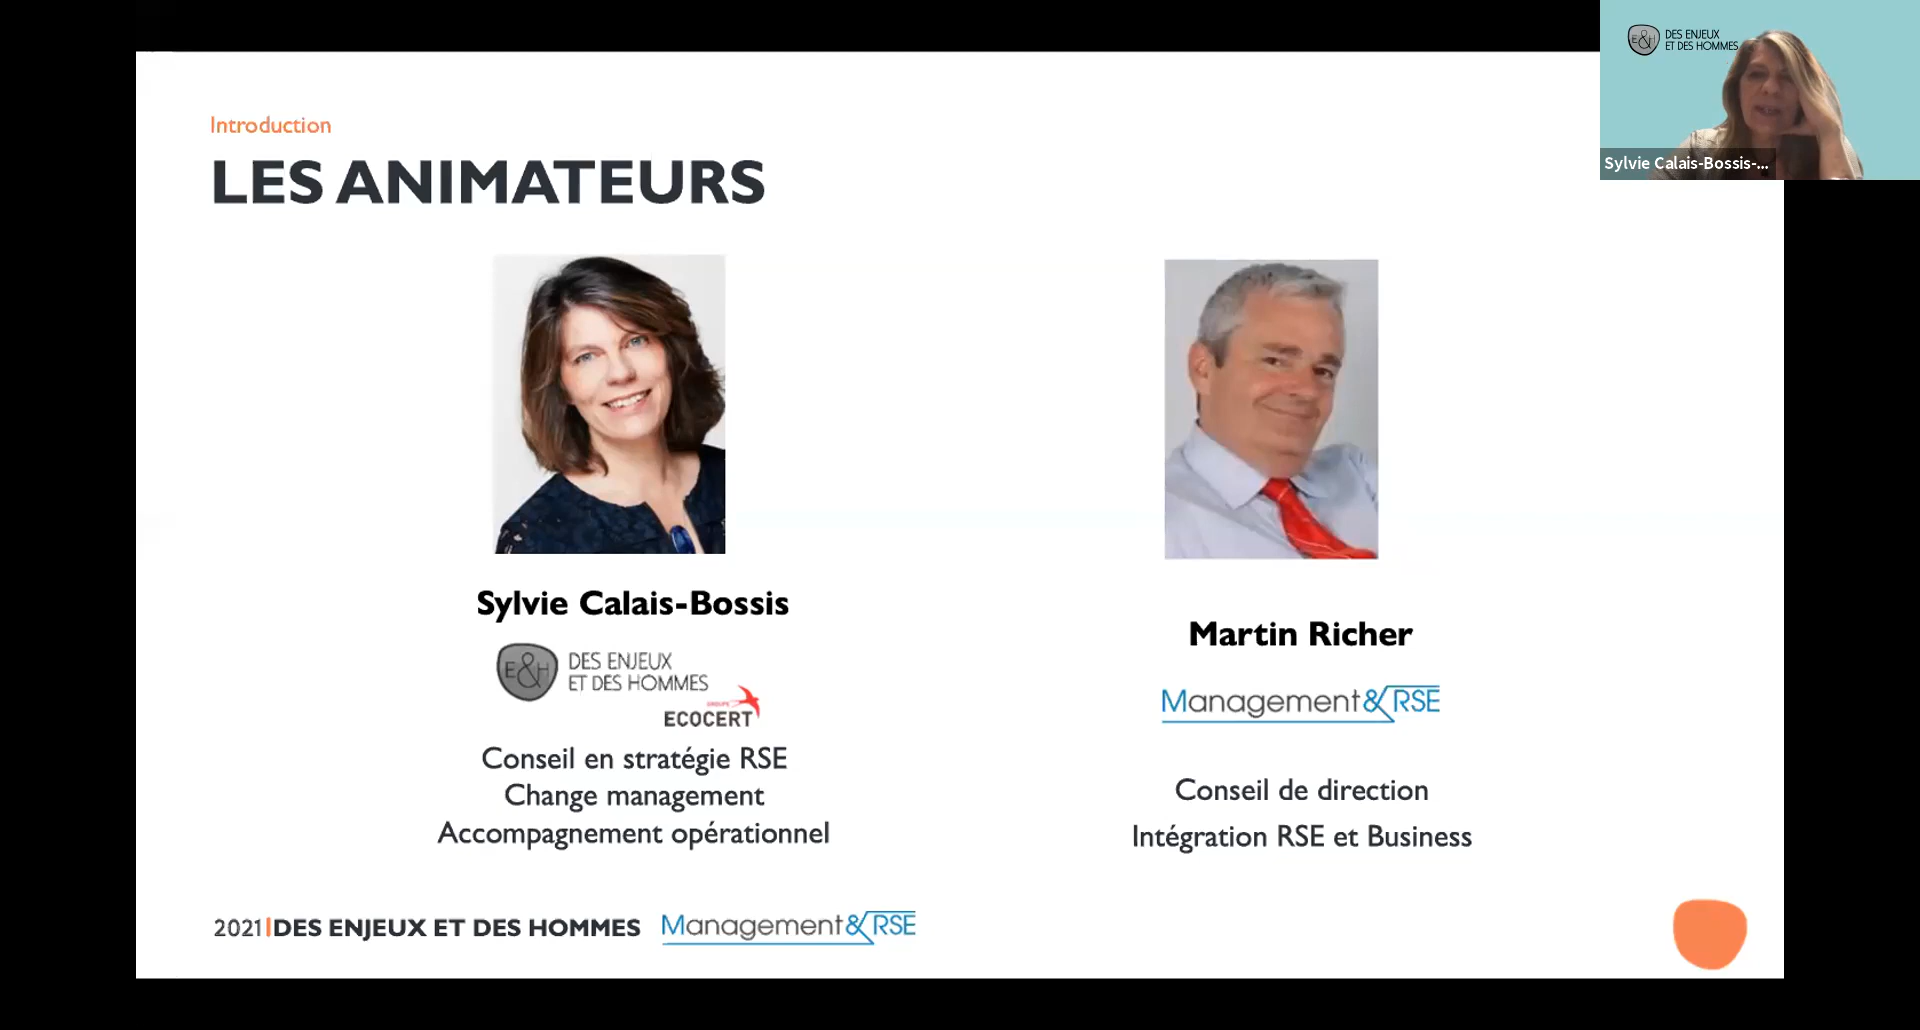 Introduction
LES ANIMATEURS
E&H DES ENJEUX
ET DES HOMMES
Sylvie Calais-Bossis-...
Sylvie Calais-Bossis
E&H DES ENJEUX
ET DES HOMMES
GROUPE
ECOCERT
Conseil en stratégie RSE
Change management
Accompagnement opérationnel
Martin Richer
Management&RSE
Conseil de direction
Intégration RSE et Business
2021|DES ENJEUX ET DES HOMMES Management&RSE